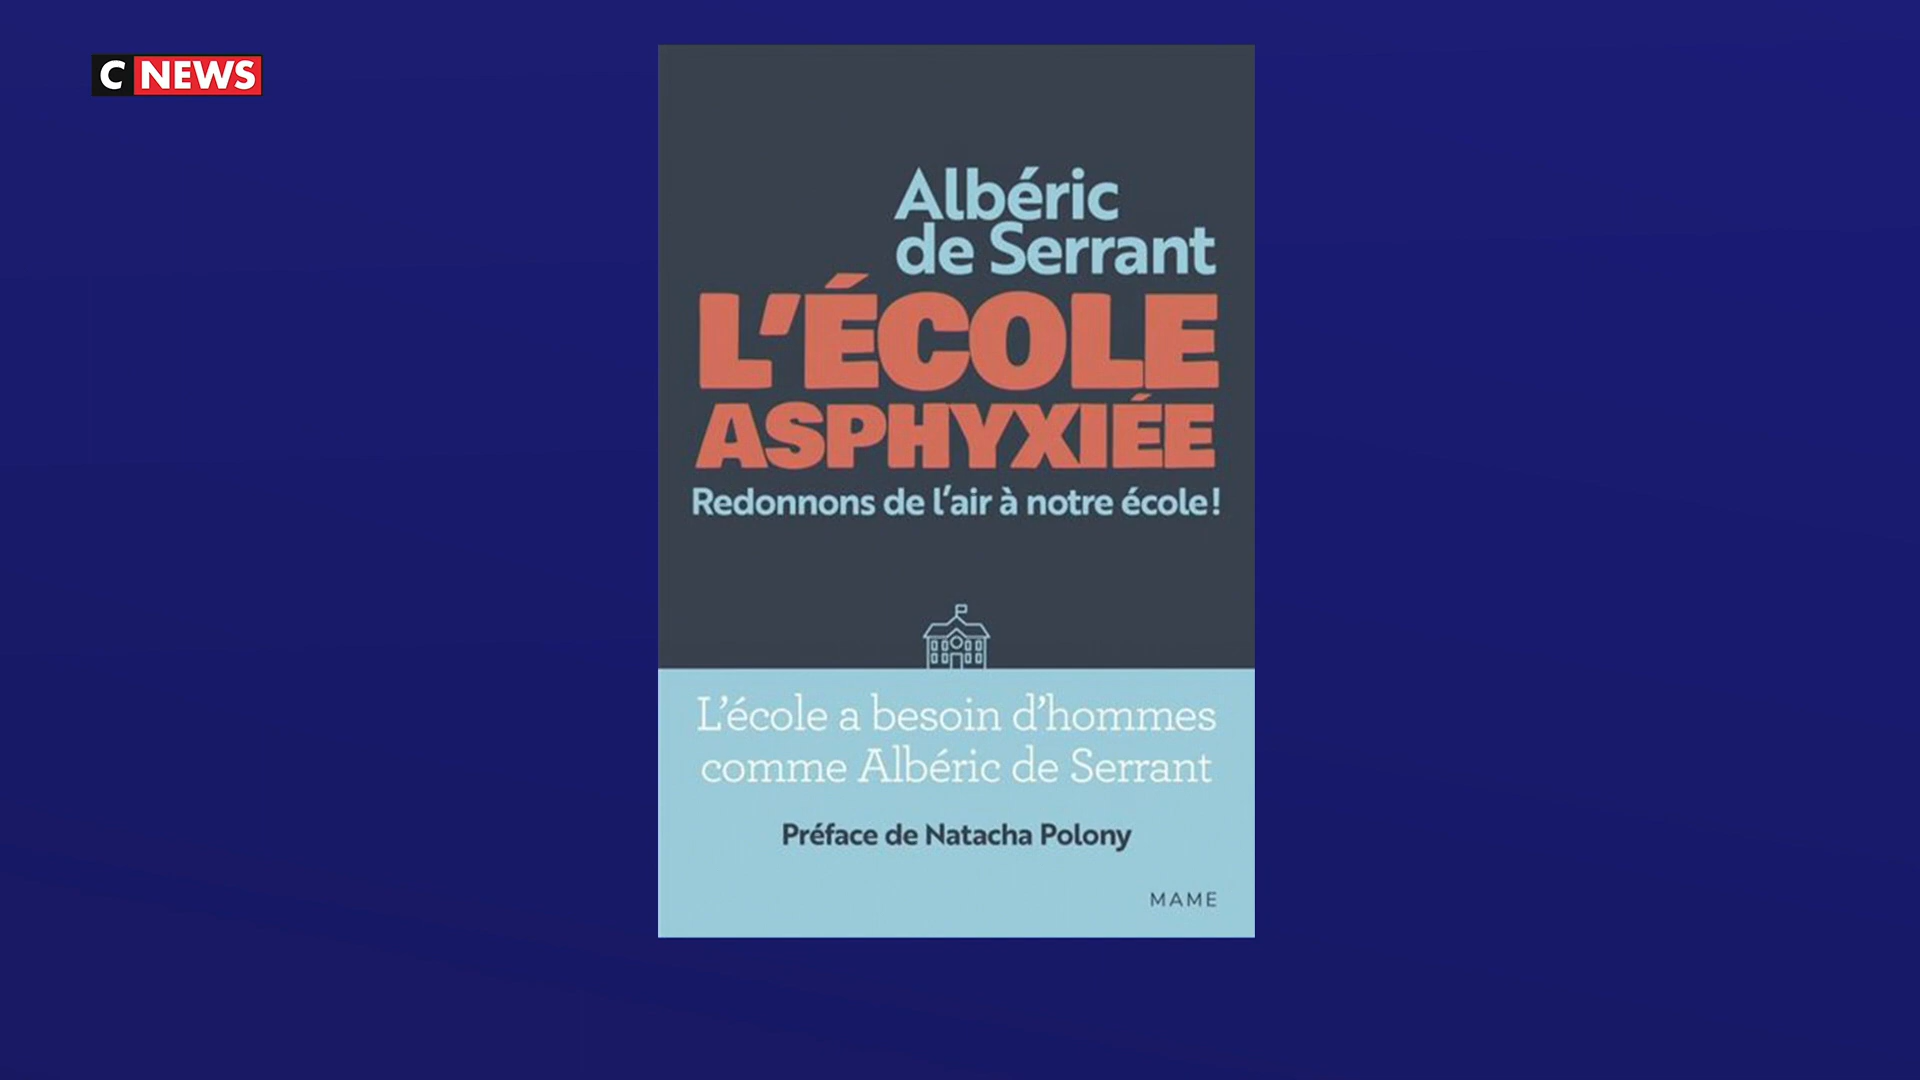 C NEWS
Albéric
de Serrant
L'ÉCOLE
ASPHYXIÉE
Redonnons de l'air à notre école !
L'école a besoin d'hommes
comme Albéric de Serrant
Préface de Natacha Polony
MAME